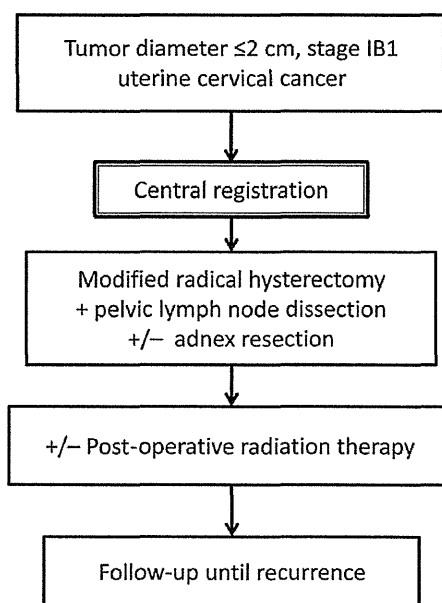 Tumor diameter ≤2 cm, stage IB1
uterine cervical cancer
Central registration
Modified radical hysterectomy
+ pelvic lymph node dissection
+/− adnex resection
+/− Post-operative radiation therapy
Follow-up until recurrence